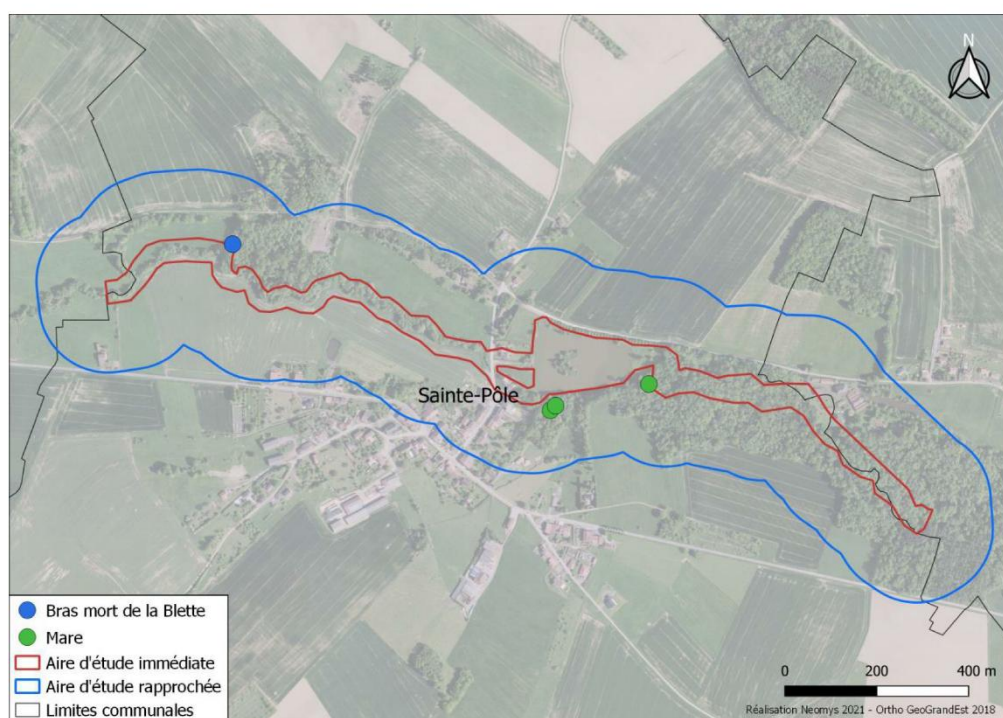 N
Sainte-Pôle
Bras mort de la Blette
Mare
Aire d'étude immédiate
Aire d'étude rapprochée
Limites communales
0 200 400 m
Réalisation Neomys 2021 - Ortho GeoGrandEst 2018